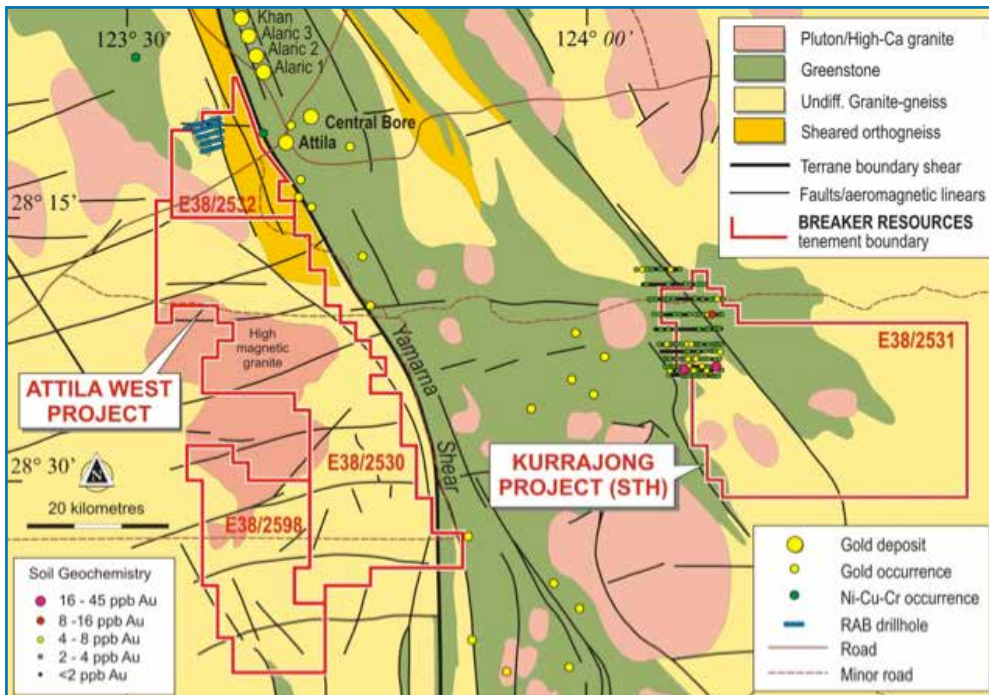 123° 30'
Khan
Alaric 3
Alaric 2
Alaric 1
Central Bore
Attila
124° 00'
Pluton/High-Ca granite
Greenstone
Undiff. Granite-gneiss
Sheared orthogneiss
Terrane boundary shear
Faults/aeromagnetic linears
BREAKER RESOURCES
tenement boundary
28° 15'
E38/2532
High
magnetic
granite
ATTILA WEST
PROJECT
Yamarna
Shear
E38/2531
KURRAJONG
PROJECT (STH)
28° 30'
N
20 kilometres
E38/2530
E38/2598
Soil Geochemistry
16 - 45 ppb Au
8 -16 ppb Au
4 - 8 ppb Au
2 - 4 ppb Au
<2 ppb Au
Gold deposit
Gold occurrence
Ni-Cu-Cr occurrence
RAB drillhole
Road
Minor road